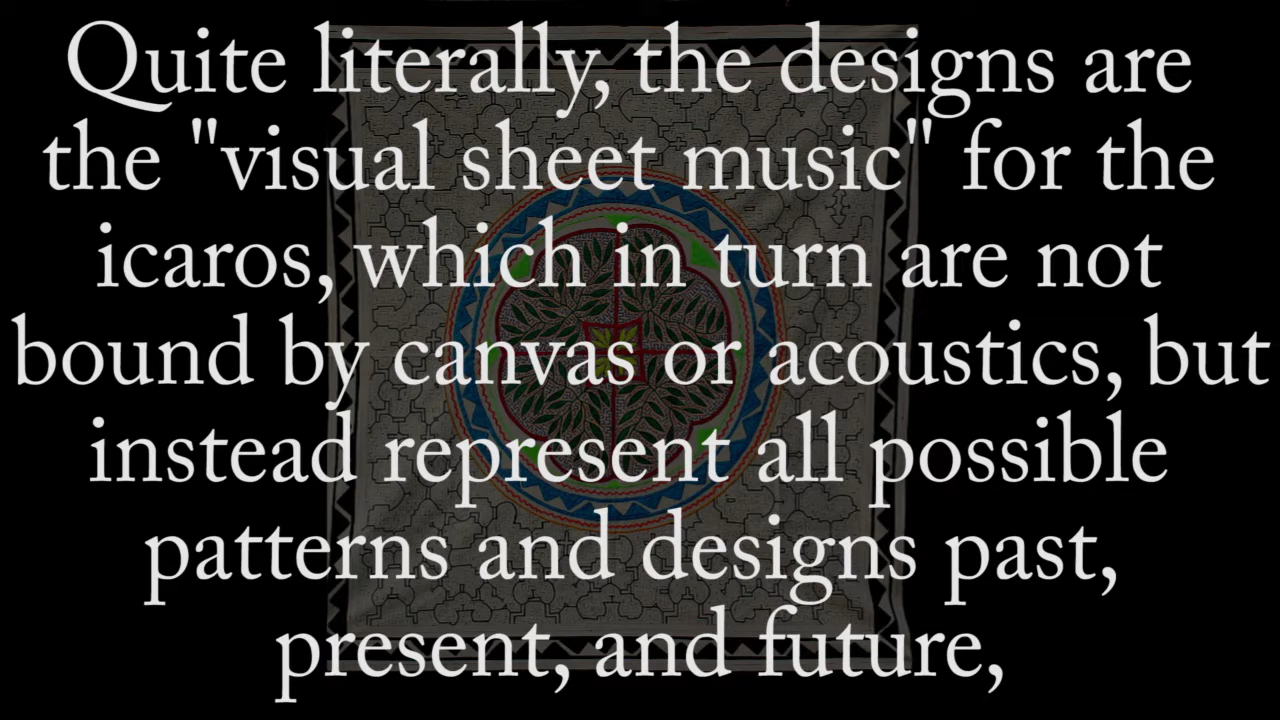 Quite literally, the designs are
the "visual sheet music" for the
icaros, which in turn are not
bound by canvas or acoustics, but
instead represent all possible
patterns and designs past,
present, and future,